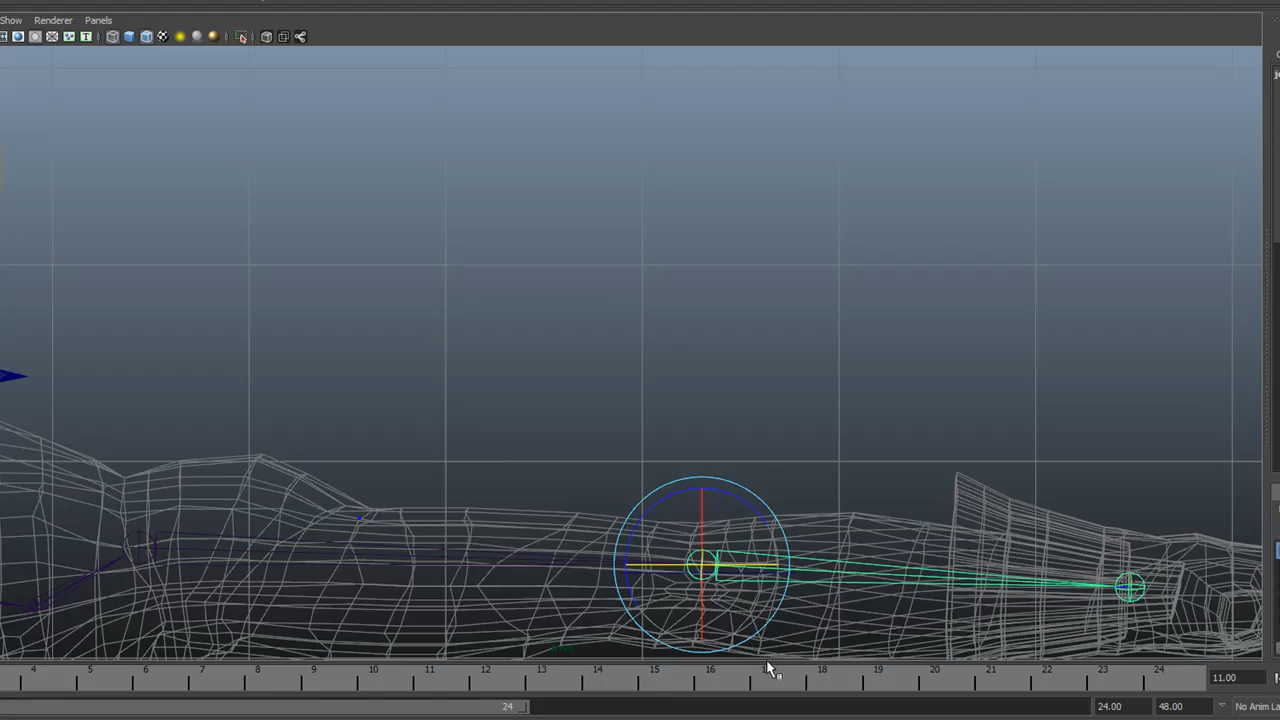 Show Renderer Panels
4 5 6 7 8 9 10 11 12 13 14 15 16 18 19 20 21 22 23 24
11.00
24
24.00 48.00 No Anim La